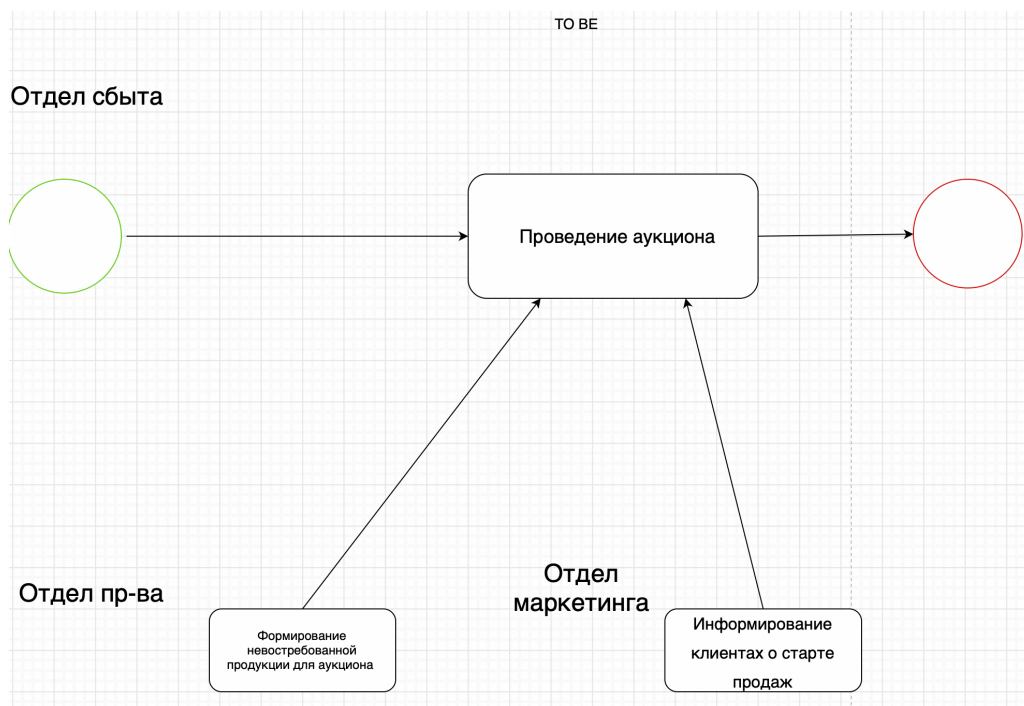 TO BE
Отдел сбыта
Проведение аукциона
Отдел пр-ва
Формирование
невостребованной
продукции для аукциона
Отдел
маркетинга
Информирование
клиентах о старте
продаж